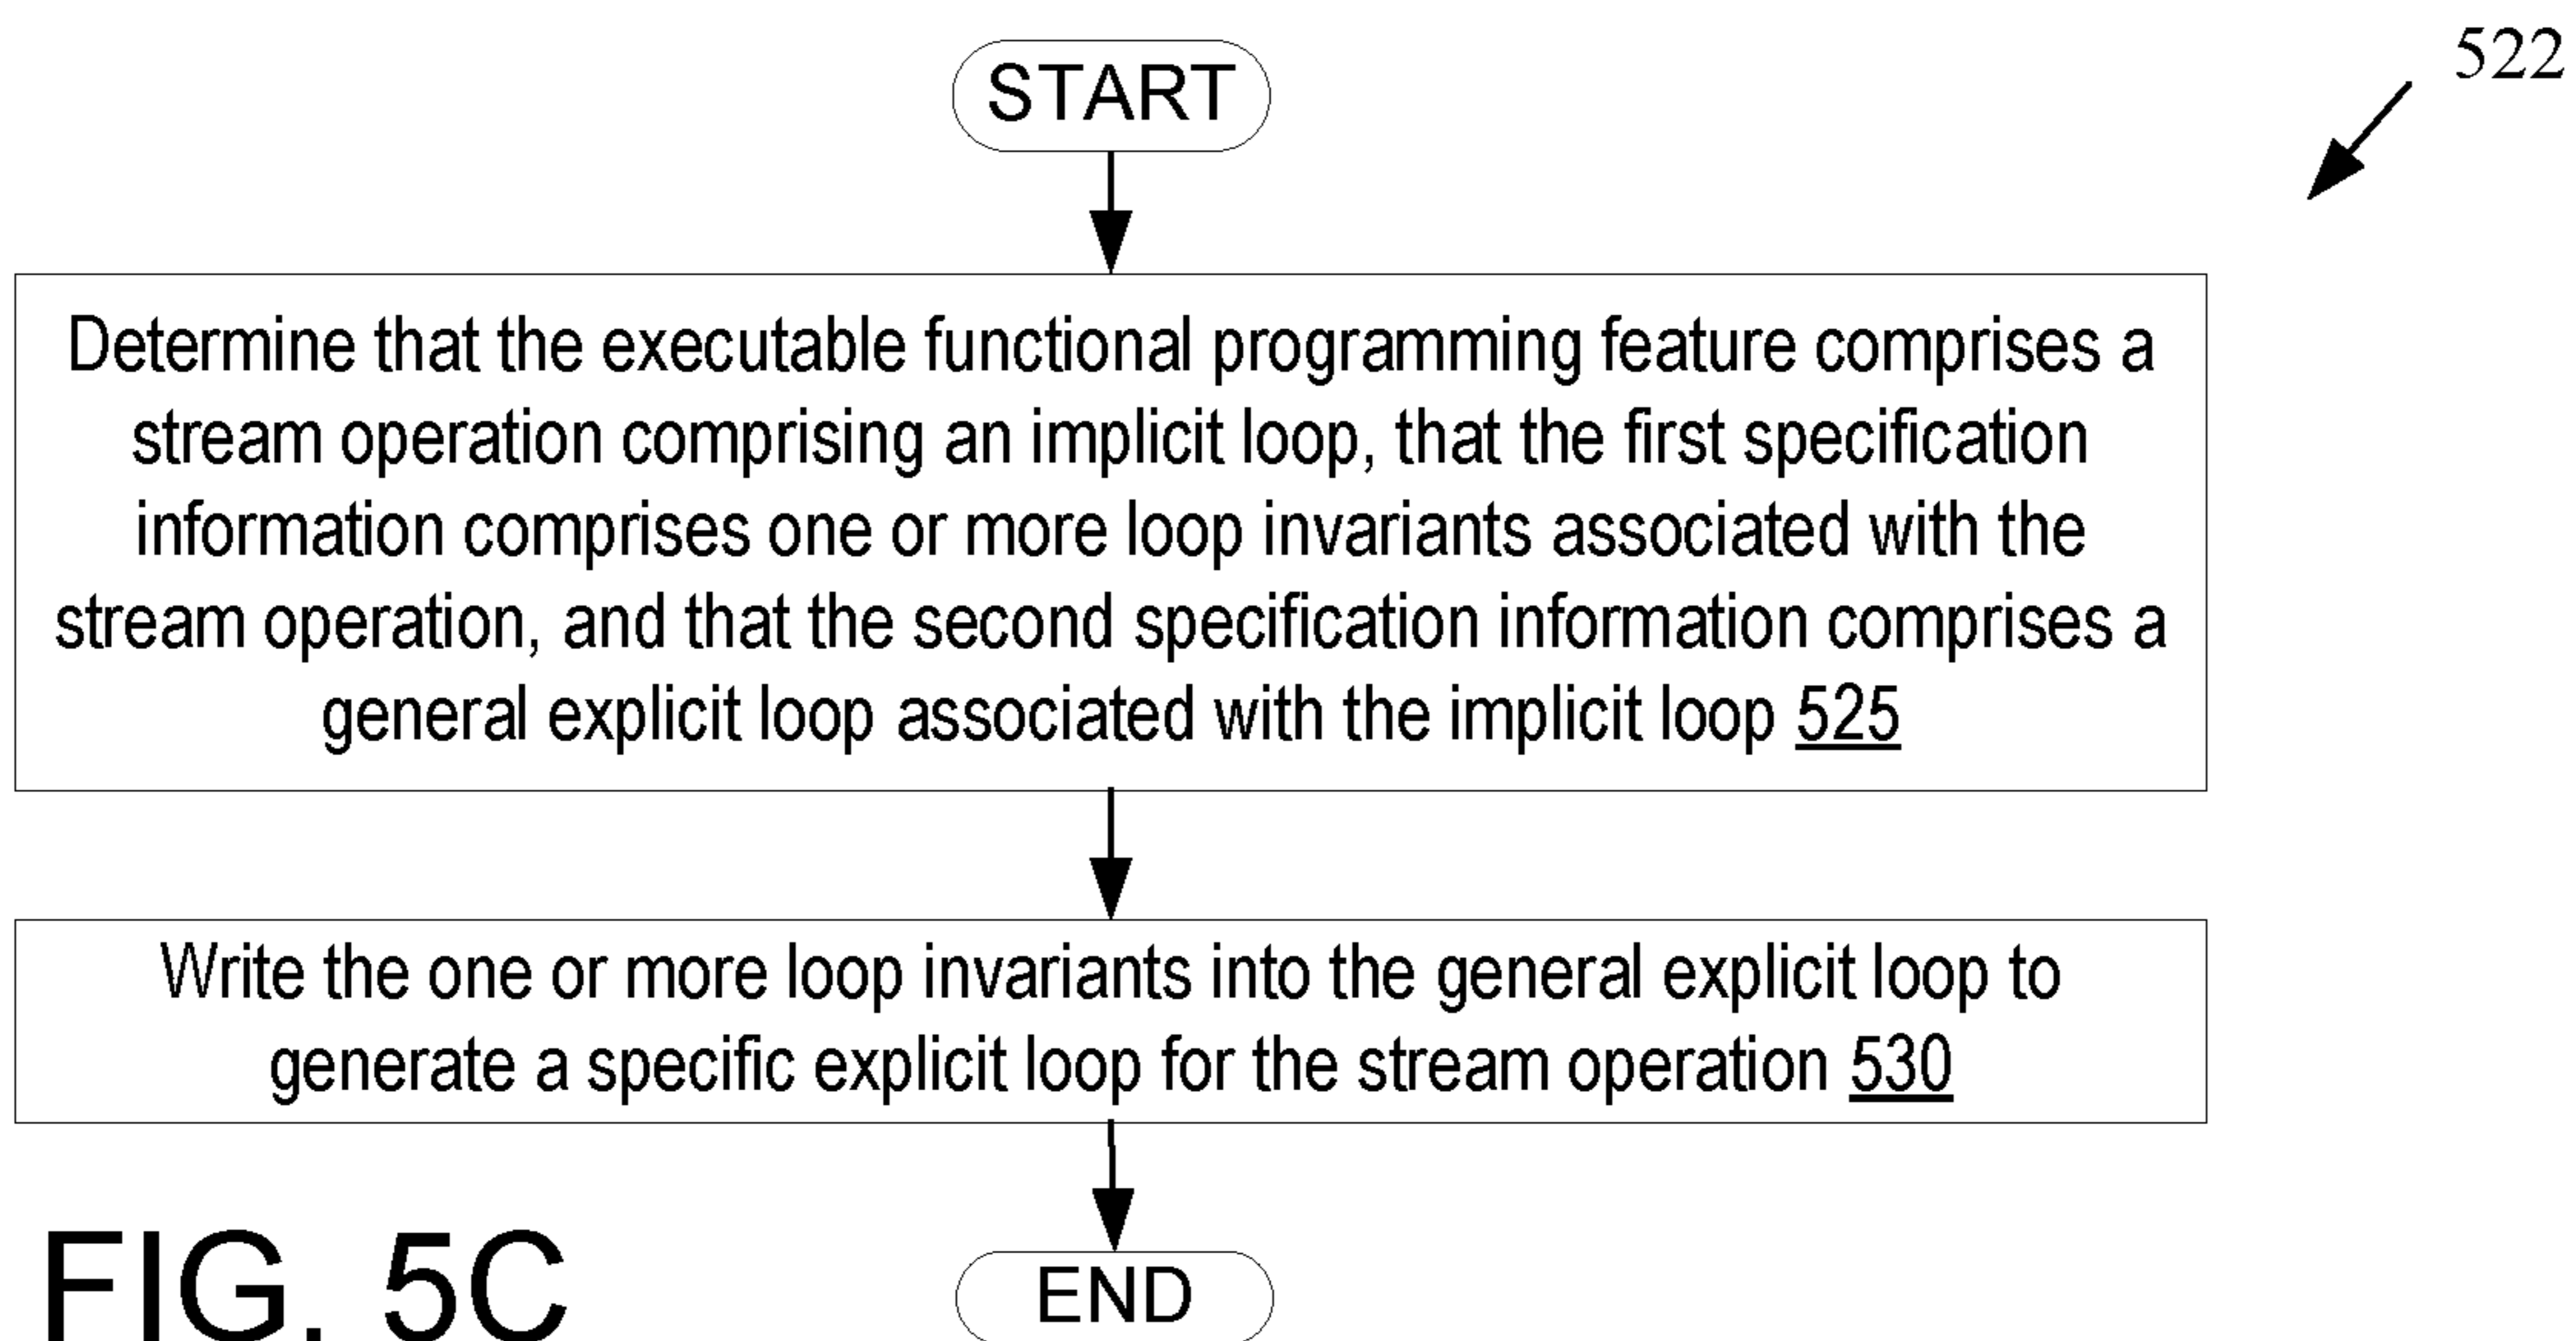 START
522
Determine that the executable functional programming feature comprises a
stream operation comprising an implicit loop, that the first specification
information comprises one or more loop invariants associated with the
stream operation, and that the second specification information comprises a
general explicit loop associated with the implicit loop 525
Write the one or more loop invariants into the general explicit loop to
generate a specific explicit loop for the stream operation 530
END
FIG. 5C